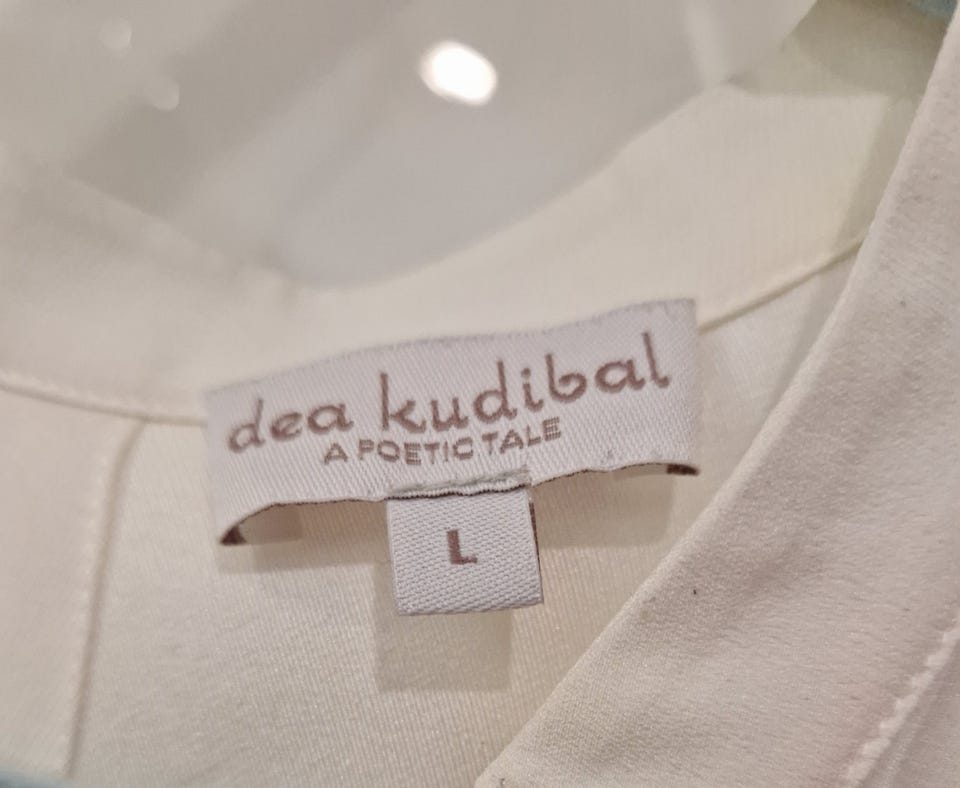 dea kudibal
A POETIC TALE
L